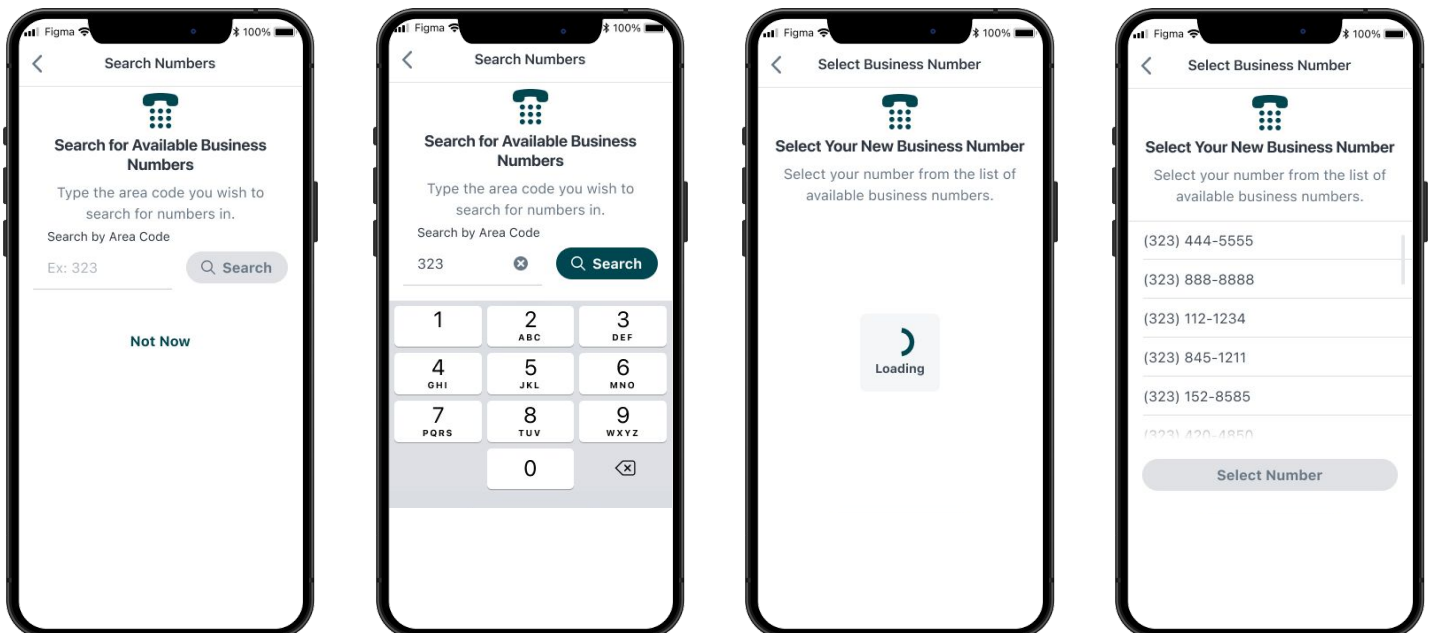 Figma 100%
Search Numbers
Search for Available Business
Numbers
Type the area code you wish to
search for numbers in.
Search by Area Code
Ex: 323 Search
Not Now
Figma 100%
Search Numbers
Search for Available Business
Numbers
Type the area code you wish to
search for numbers in.
Search by Area Code
323 Search
1 2 3
ABC DEF
4 5 6
GHI JKL MNO
7 8 9
PQRS TUV WXYZ
0
Figma 100%
Select Business Number
Select Your New Business Number
Select your number from the list of
available business numbers.
Loading
Figma 100%
Select Business Number
Select Your New Business Number
Select your number from the list of
available business numbers.
(323) 444-5555
(323) 888-8888
(323) 112-1234
(323) 845-1211
(323) 152-8585
(323) 420-4850
Select Number